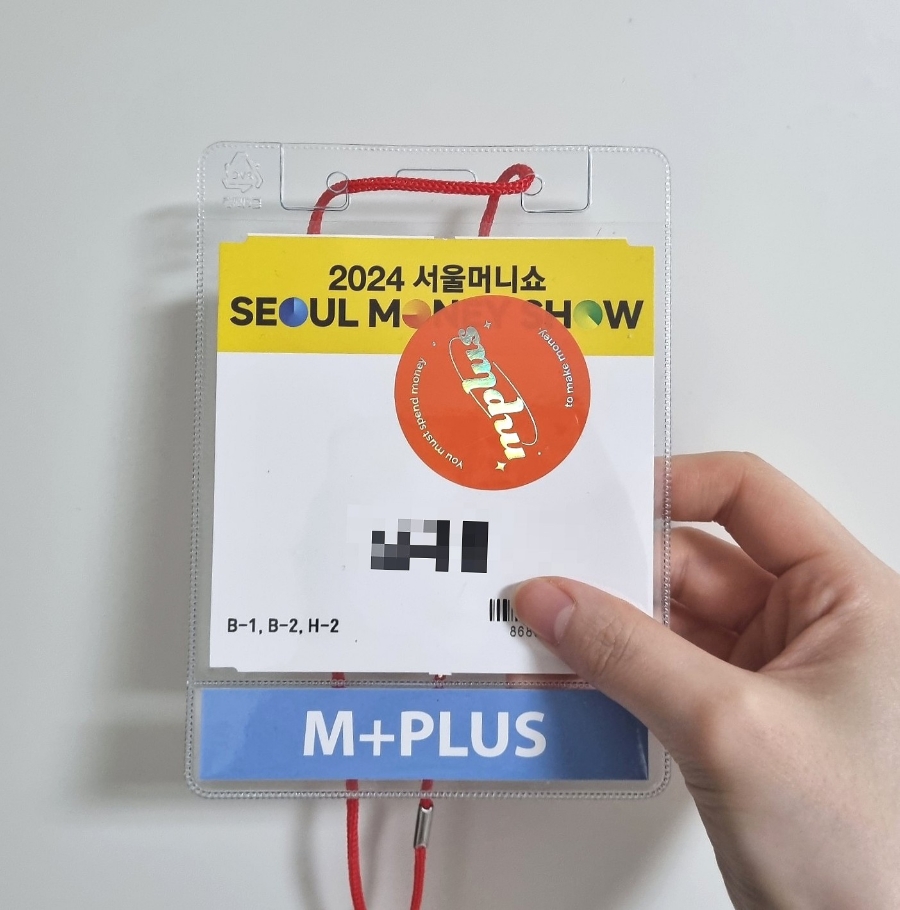 2024 서울머니쇼
SEOUL MONEY SHOW
you must spend money
mplus
to make money.
B-1, B-2, H-2
868
M+PLUS